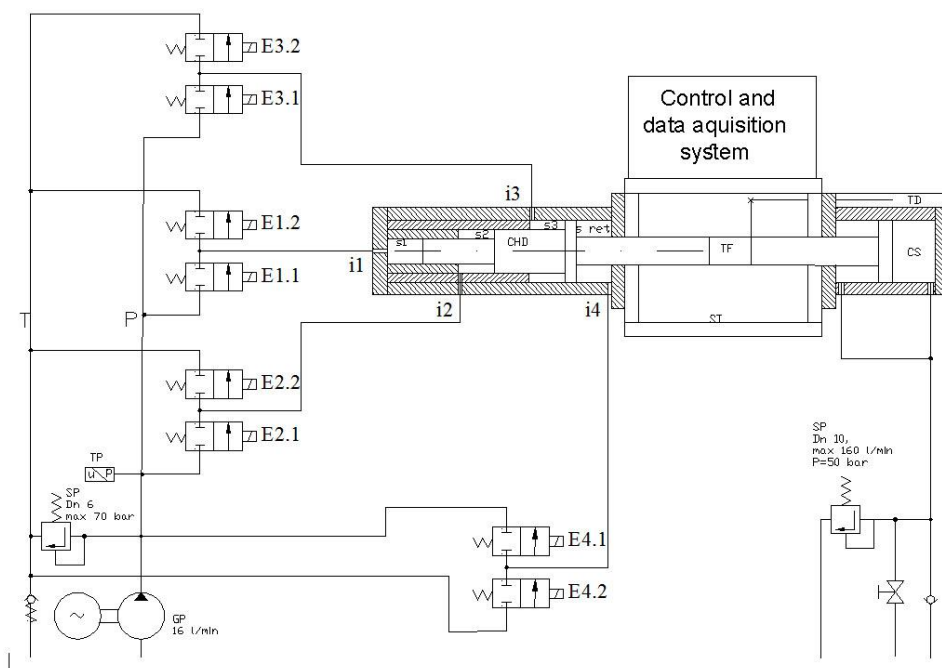 E3.2
E3.1
Control and
data aquisition
system
i3
TD
E1.2
s1
s2
s3
s ret
CHD
TF
CS
i1
E1.1
i2
i4
T
P
ST
E2.2
E2.1
TP
u
P
SP
Dn 6
max 70 bar
SP
Dn 10,
max 160 l/min
P=50 bar
E4.1
E4.2
~
GP
16 l/min